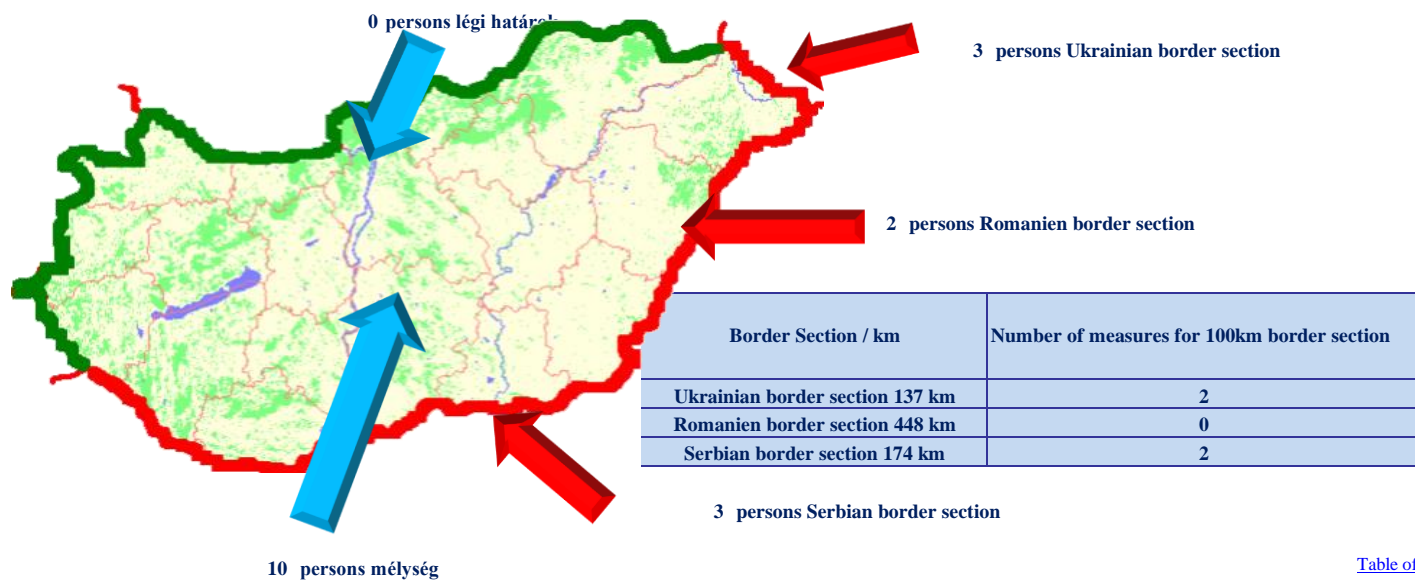 0 persons légi határok
3 persons Ukrainian border section
2 persons Romanien border section
Border Section / km Number of measures for 100km border section
Ukrainian border section 137 km 2
Romanien border section 448 km 0
Serbian border section 174 km 2
3 persons Serbian border section
10 persons mélység
Table of